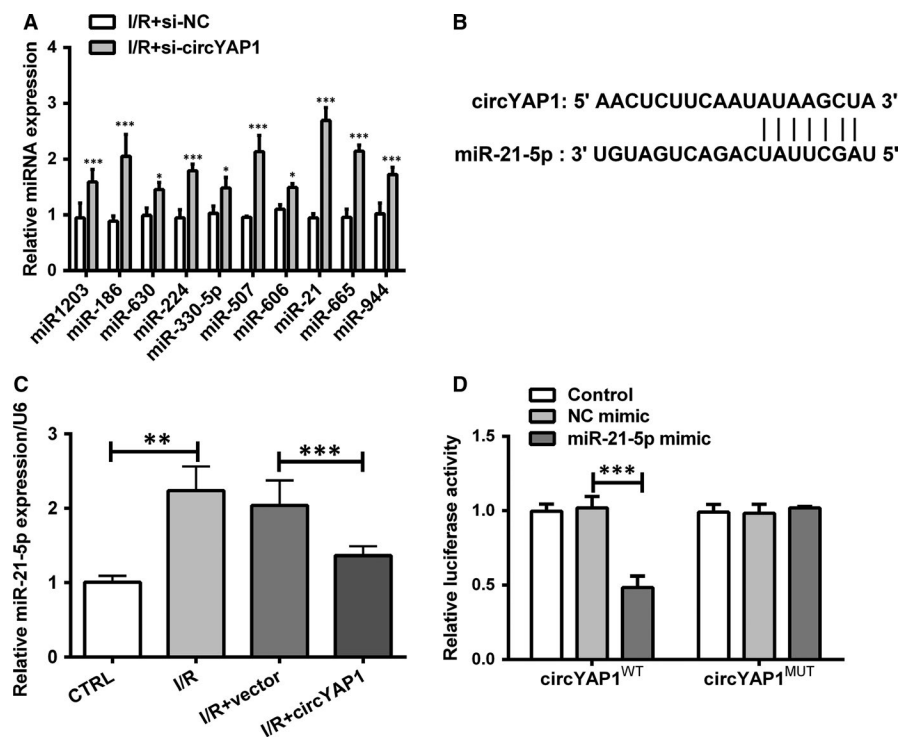 A
I/R+si-NC
I/R+si-circYAP1
Relative miRNA expression
4
3
2
1
0
*** *** * *** * *** * *** *** ***
miR1203
miR-186
miR-630
miR-224
miR-330-5p
miR-507
miR-606
miR-21
miR-665
miR-944
B
circYAP1: 5' AACUCUUCAAUAUAAGCUA 3'
miR-21-5p : 3' UGUAGUCAGACUAUUCGAU 5'
C
Relative miR-21-5p expression/U6
3
2
1
0
** ***
CTRL
I/R
I/R+vector
I/R+circYAP1
D
Control
NC mimic
miR-21-5p mimic
Relative luciferase activity
1.5
1.0
0.5
0.0
***
circYAP1WT
circYAP1MUT